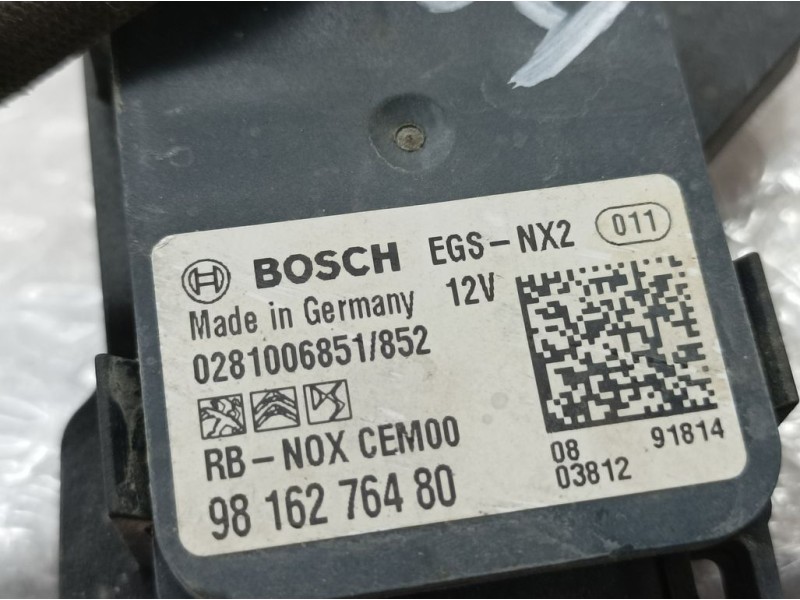 BOSCH EGS-NX2 011
Made in Germany 12V
0281006851/852
RB-NOX CEM00
98 162 764 80
08 91814
03812